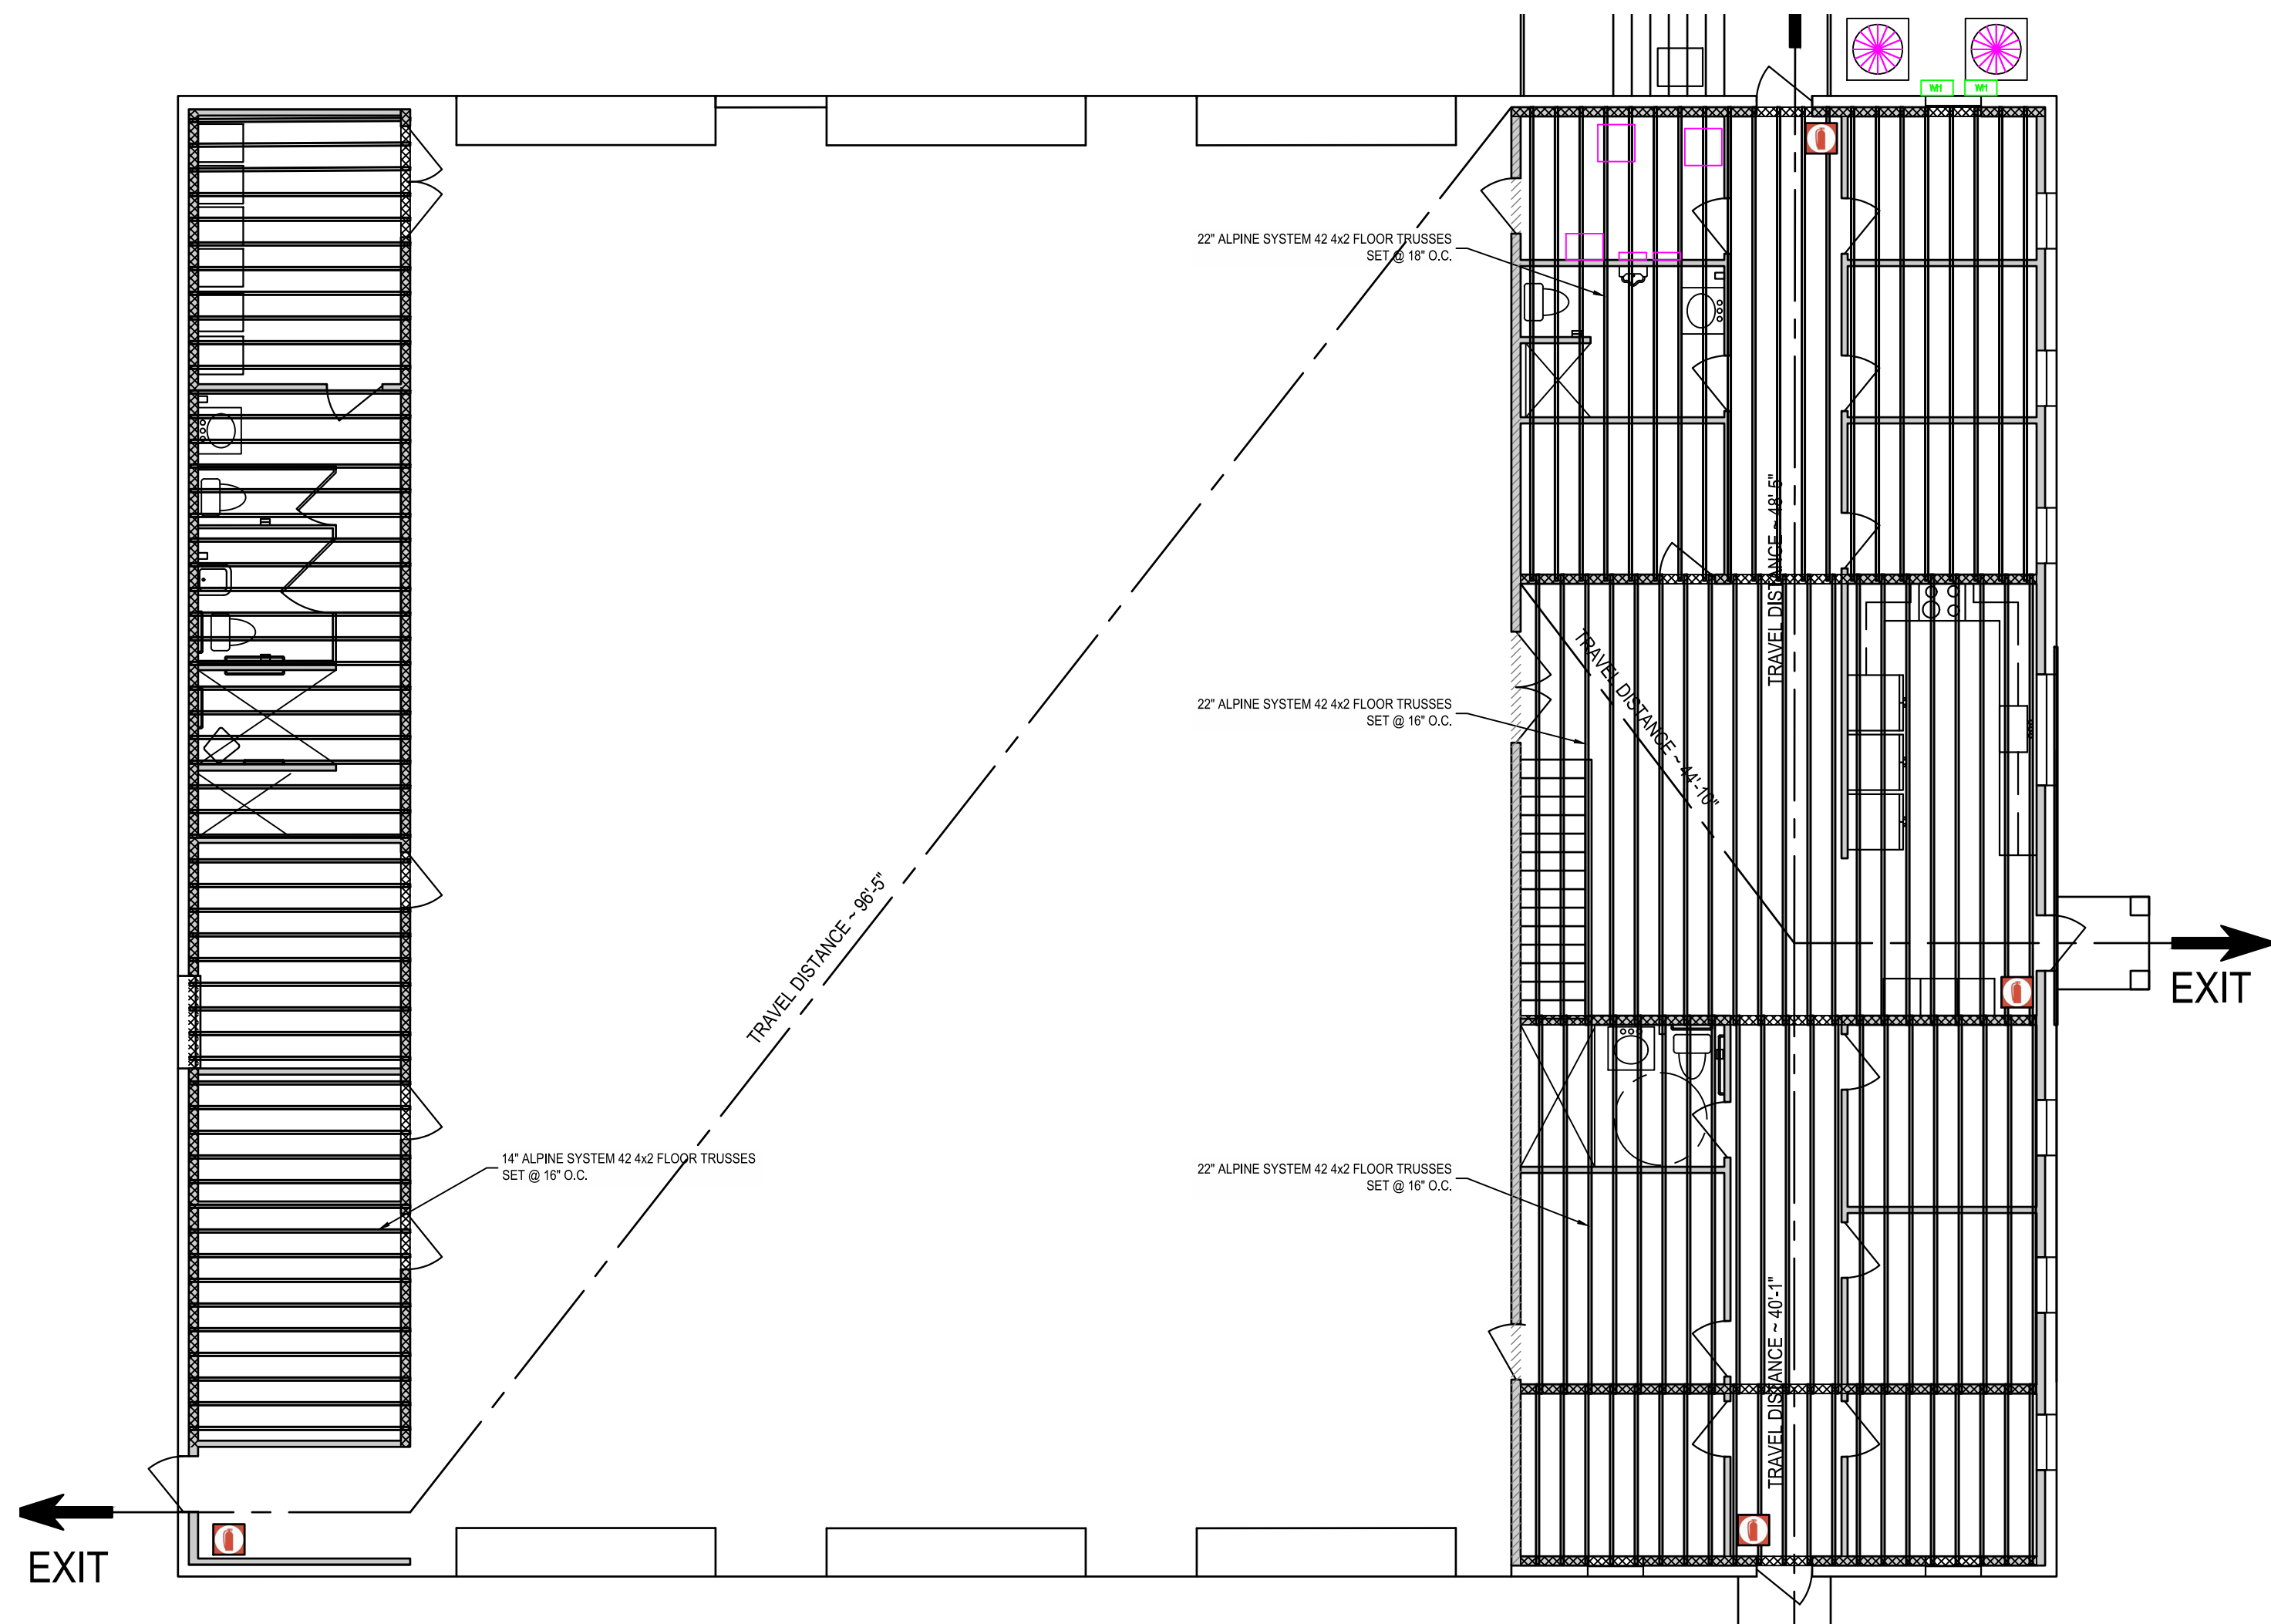 WH
WH
22" ALPINE SYSTEM 42 4x2 FLOOR TRUSSES
SET @ 18" O.C.
TRAVEL DISTANCE ~ 48'-5"
TRAVEL DISTANCE ~ 44'-10"
22" ALPINE SYSTEM 42 4x2 FLOOR TRUSSES
SET @ 16" O.C.
TRAVEL DISTANCE ~ 96'-5"
EXIT
14" ALPINE SYSTEM 42 4x2 FLOOR TRUSSES
SET @ 16" O.C.
22" ALPINE SYSTEM 42 4x2 FLOOR TRUSSES
SET @ 16" O.C.
TRAVEL DISTANCE ~ 40'-1"
EXIT